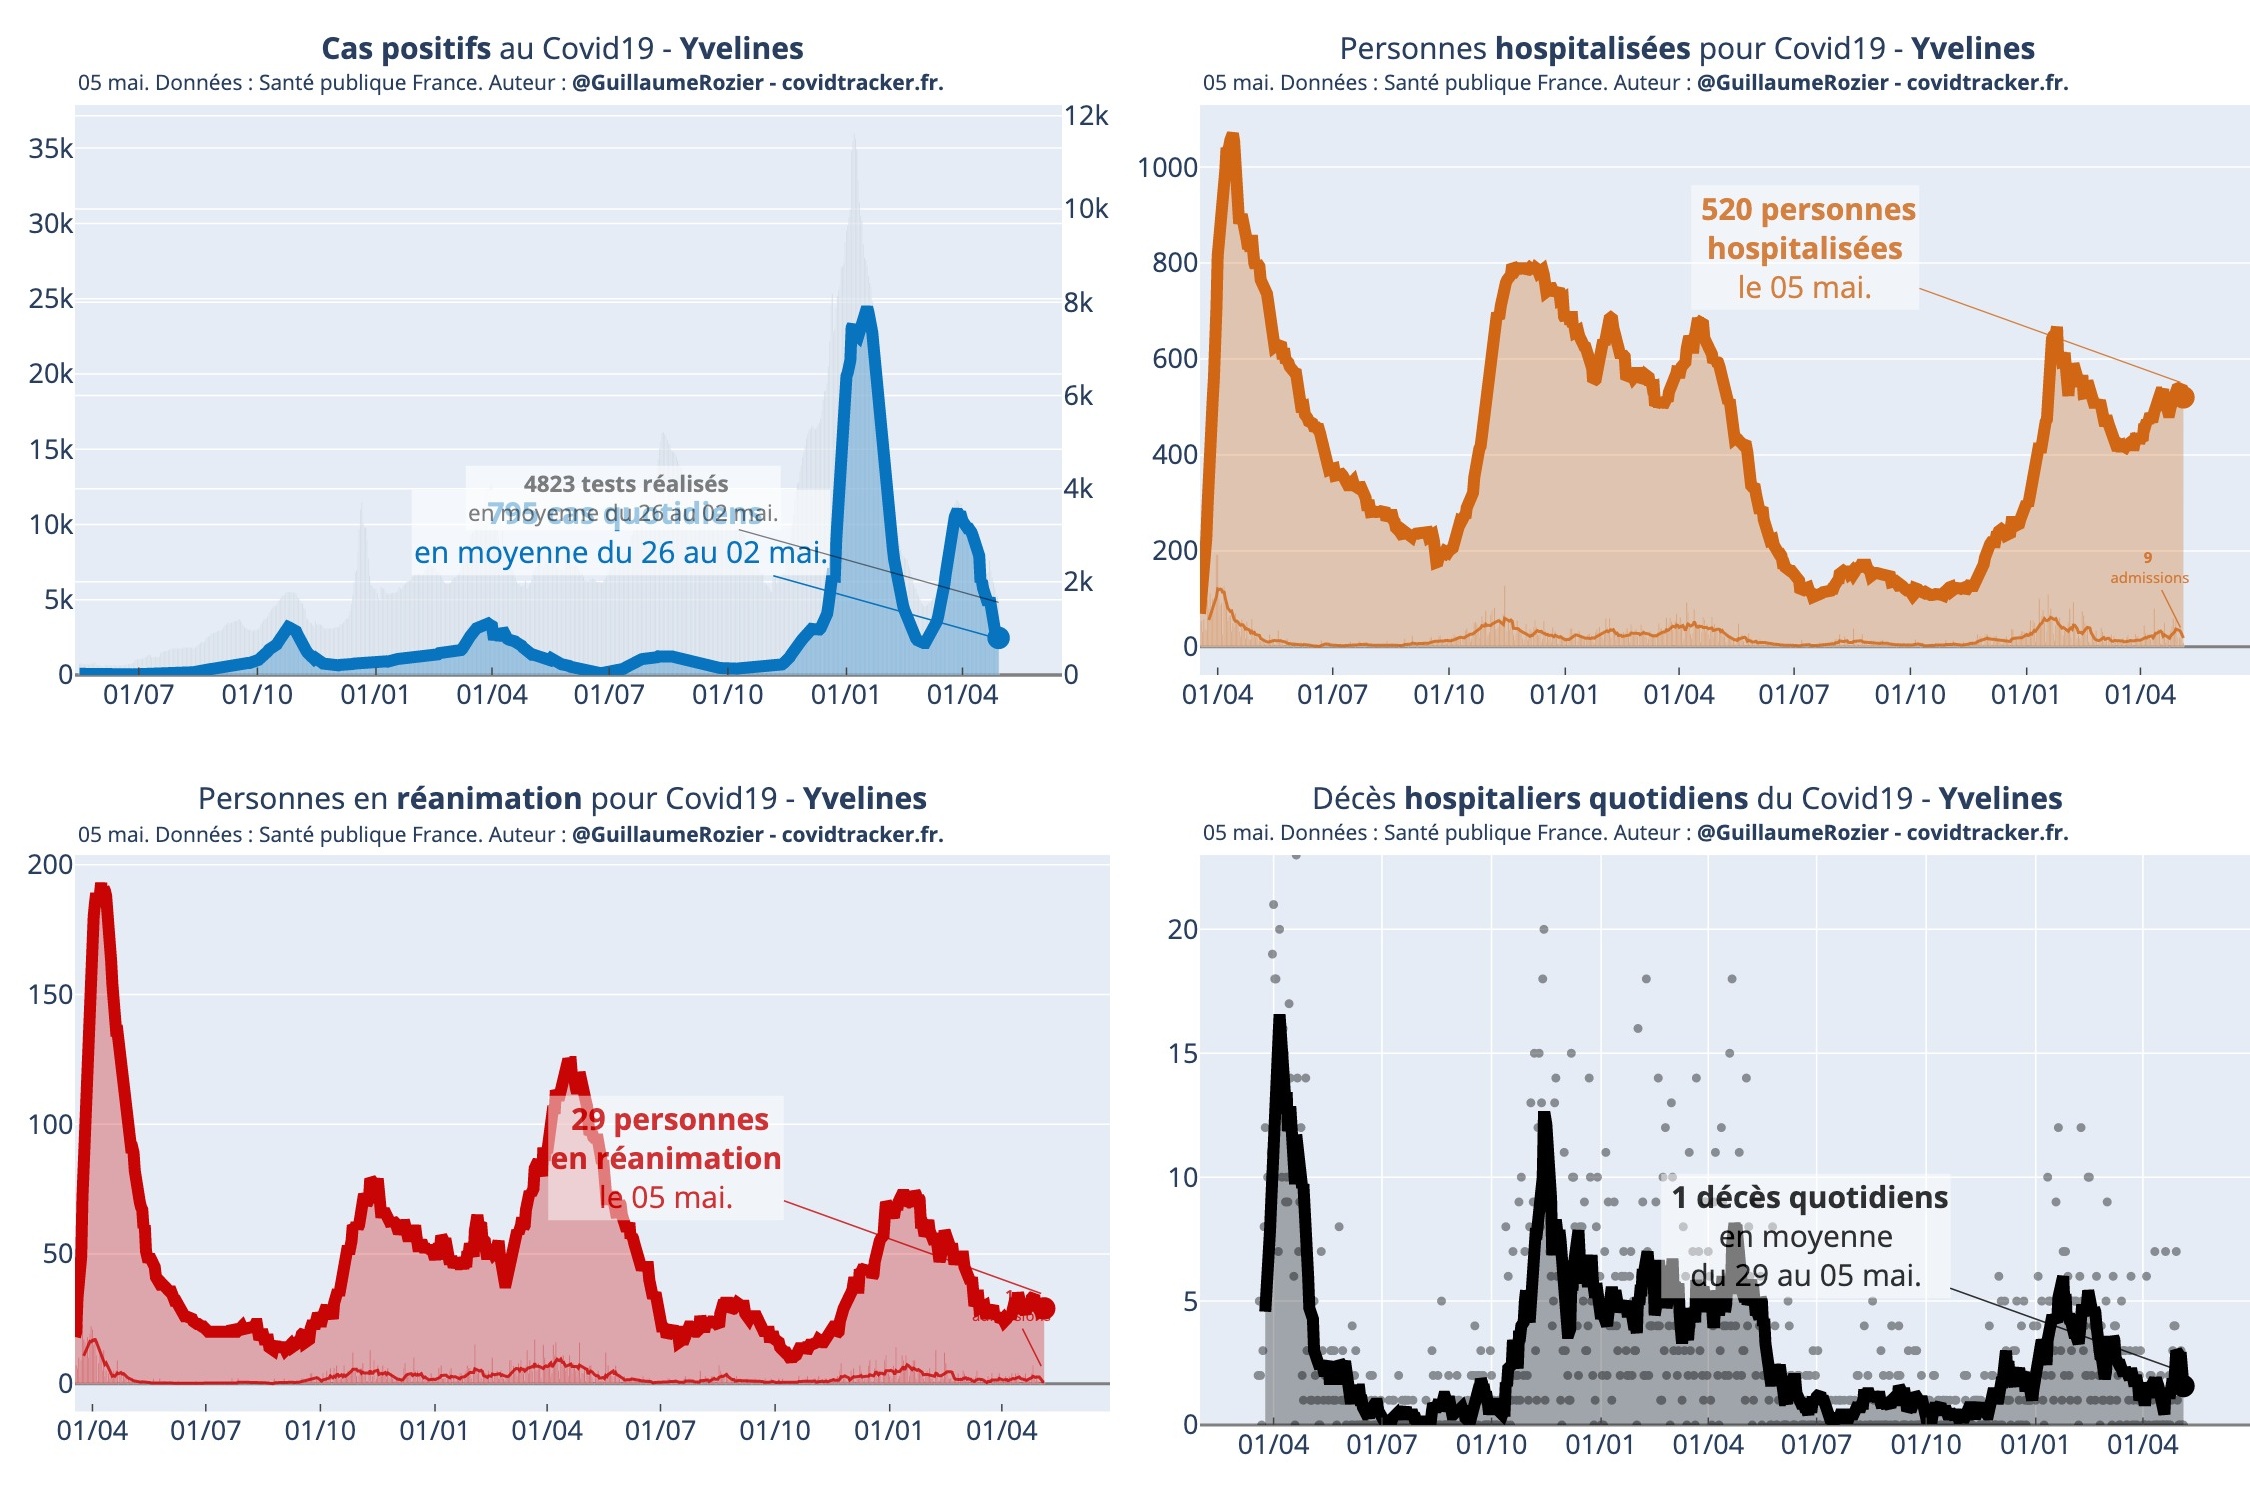 Cas positifs au Covid19 - Yvelines
05 mai. Données : Santé publique France. Auteur : @GuillaumeRozier - covidtracker.fr.
35k
30k
25k
20k
15k
10k
5k
0
12k
10k
8k
6k
4k
2k
0
4823 tests réalisés
en moyenne du 26 au 02 mai.
795 cas quotidiens
en moyenne du 26 au 02 mai.
01/07 01/10 01/01 01/04 01/07 01/10 01/01 01/04
Personnes hospitalisées pour Covid19 - Yvelines
05 mai. Données : Santé publique France. Auteur : @GuillaumeRozier - covidtracker.fr.
1000
800
600
400
200
0
520 personnes
hospitalisées
le 05 mai.
9
admissions
01/04 01/07 01/10 01/01 01/04 01/07 01/10 01/01 01/04
Personnes en réanimation pour Covid19 - Yvelines
05 mai. Données : Santé publique France. Auteur : @GuillaumeRozier - covidtracker.fr.
200
150
100
50
0
29 personnes
en réanimation
le 05 mai.
1
admissions
01/04 01/07 01/10 01/01 01/04 01/07 01/10 01/01 01/04
Décès hospitaliers quotidiens du Covid19 - Yvelines
05 mai. Données : Santé publique France. Auteur : @GuillaumeRozier - covidtracker.fr.
20
15
10
5
0
1 décès quotidiens
en moyenne
du 29 au 05 mai.
01/04 01/07 01/10 01/01 01/04 01/07 01/10 01/01 01/04